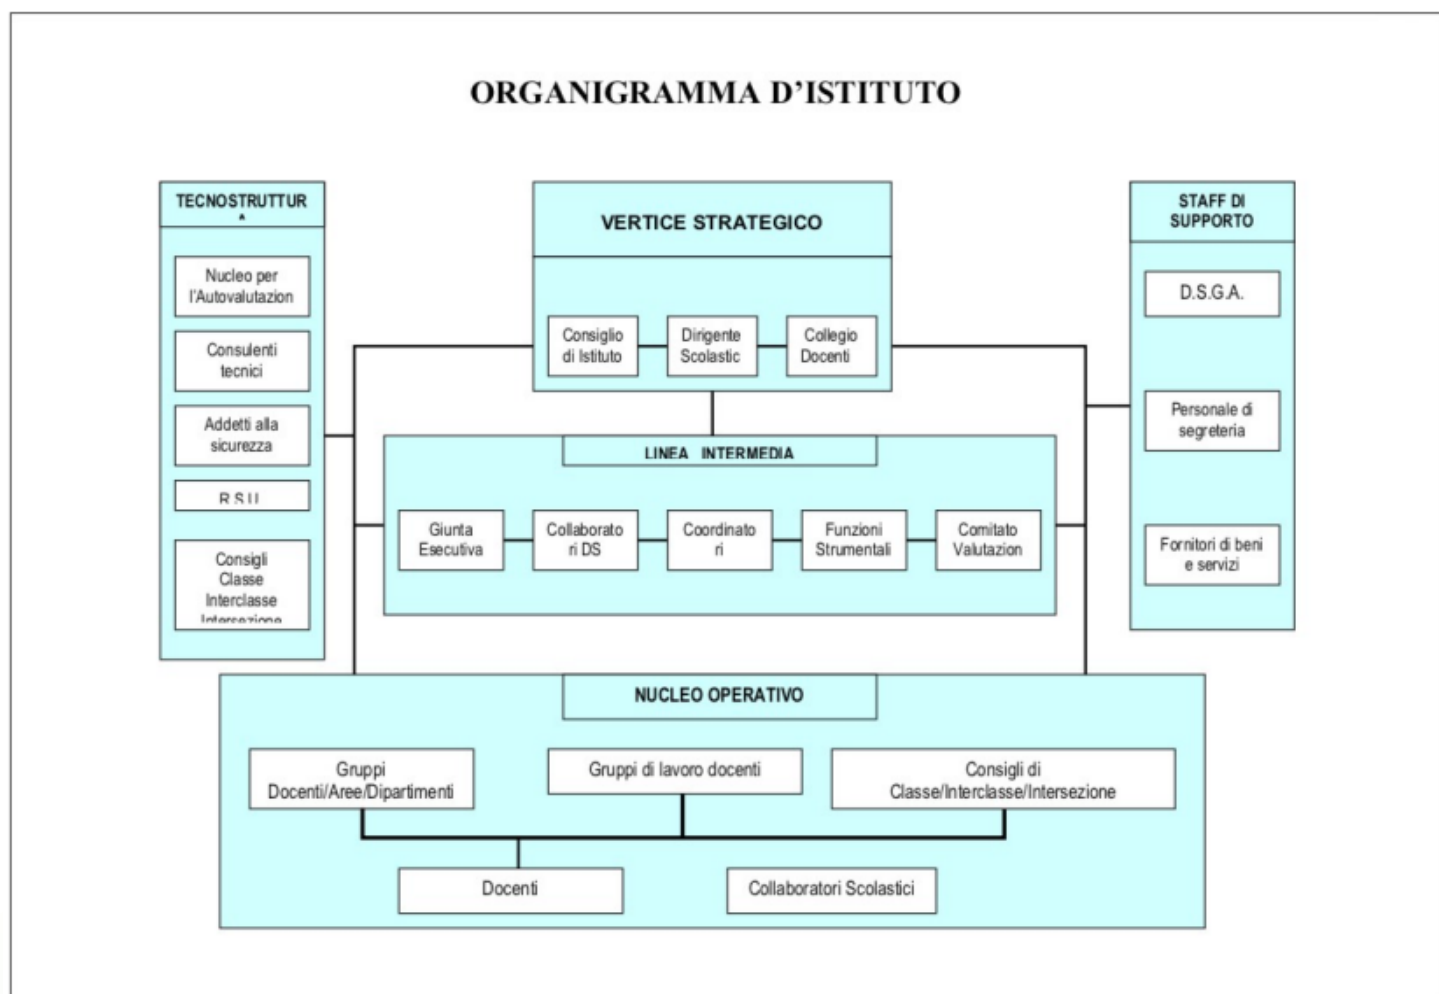 ORGANIGRAMMA D'ISTITUTO
TECNOSTRUTTUR
VERTICE STRATEGICO
STAFF DI
SUPPORTO
Nucleo per
l'Autovalutazion
Consulenti
tecnici
Addetti alla
sicurezza
R.S.U.
Consigli
Classe
Interclasse
Intersezione
Consiglio
di Istituto
Dirigente
Scolastic
Collegio
Docenti
D.S.G.A.
Personale di
segreteria
Fornitori di beni
e servizi
LINEA INTERMEDIA
Giunta
Esecutiva
Collaborato
ri DS
Coordinato
ri
Funzioni
Strumentali
Comitato
Valutazion
NUCLEO OPERATIVO
Gruppi
Docenti/Aree/Dipartimenti
Gruppi di lavoro docenti
Consigli di
Classe/Interclasse/Intersezione
Docenti
Collaboratori Scolastici